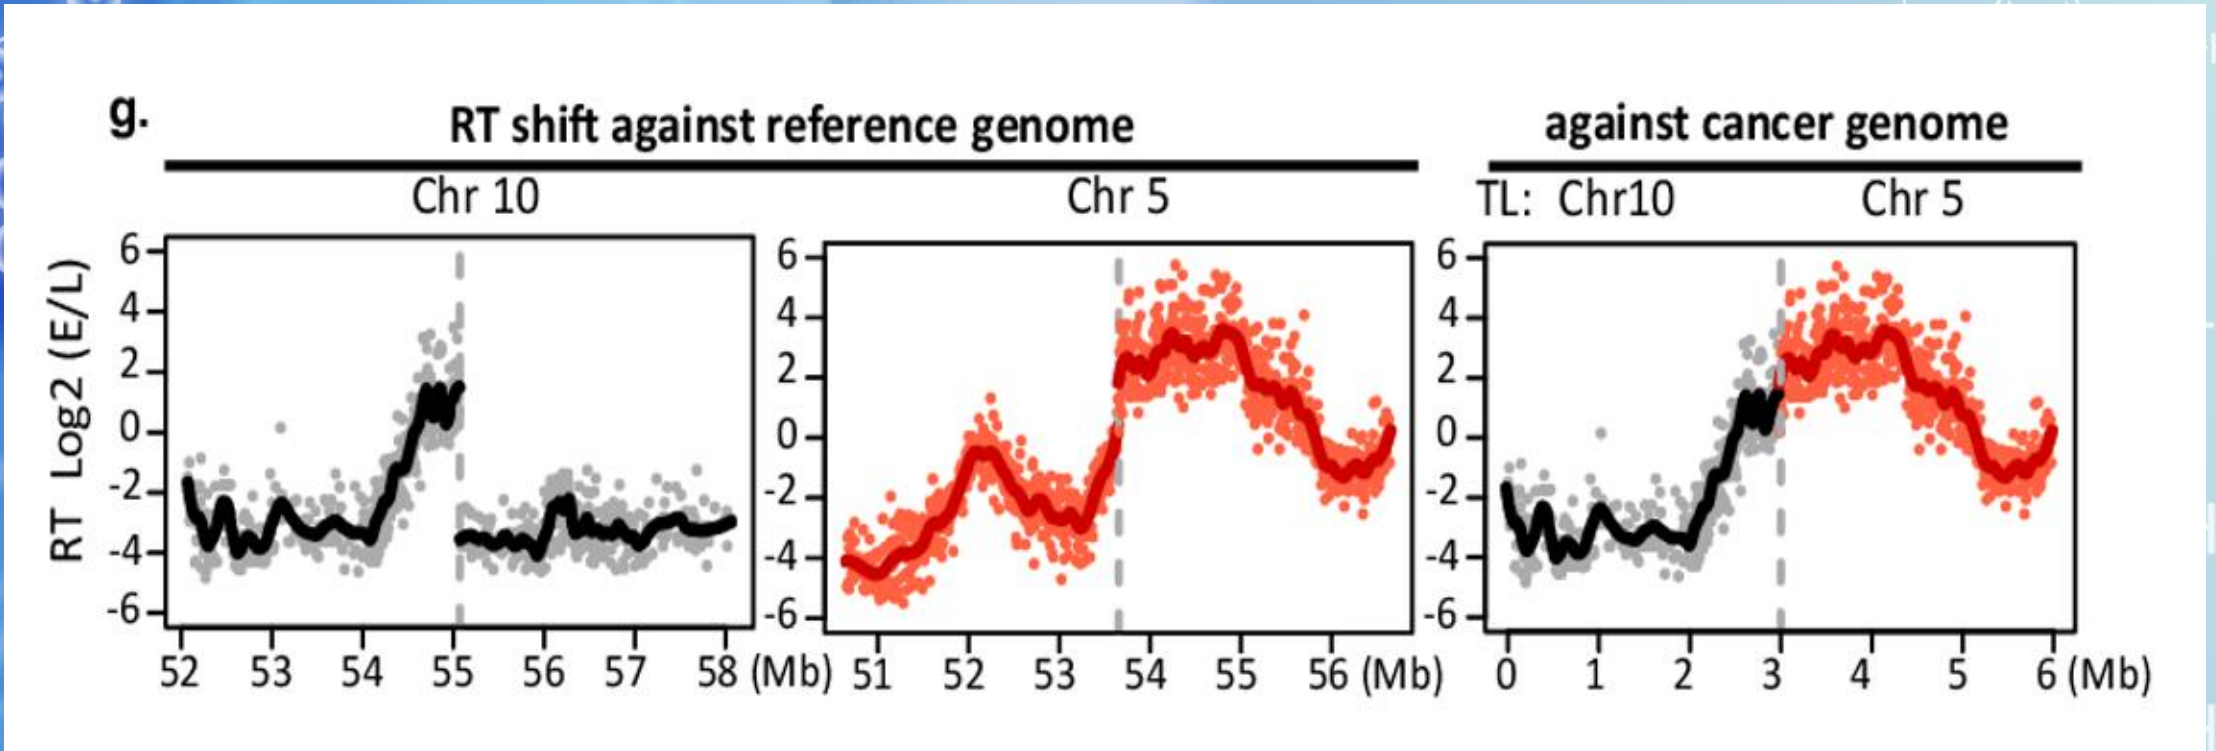 g.
RT shift against reference genome
against cancer genome
Chr 10
Chr 5
TL: Chr10 Chr 5
RT Log2 (E/L)
6
4
2
0
-2
-4
-6
52 53 54 55 56 57 58 (Mb)
6
4
2
0
-2
-4
-6
51 52 53 54 55 56 (Mb)
6
4
2
0
-2
-4
-6
0 1 2 3 4 5 6 (Mb)